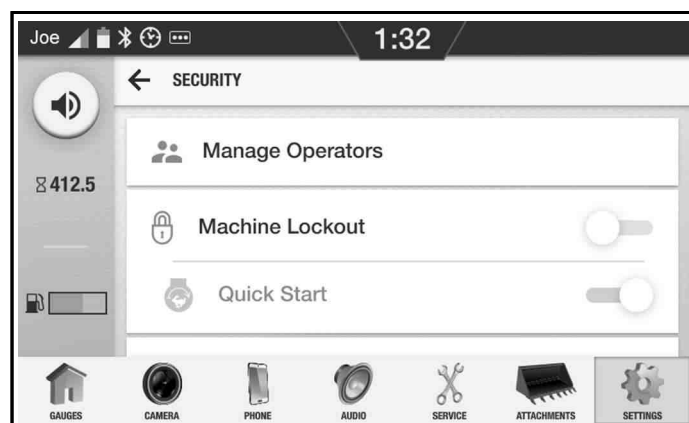 Joe
1:32
SECURITY
412.5
Manage Operators
Machine Lockout
Quick Start
GAUGES
CAMERA
PHONE
AUDIO
SERVICE
ATTACHMENTS
SETTINGS